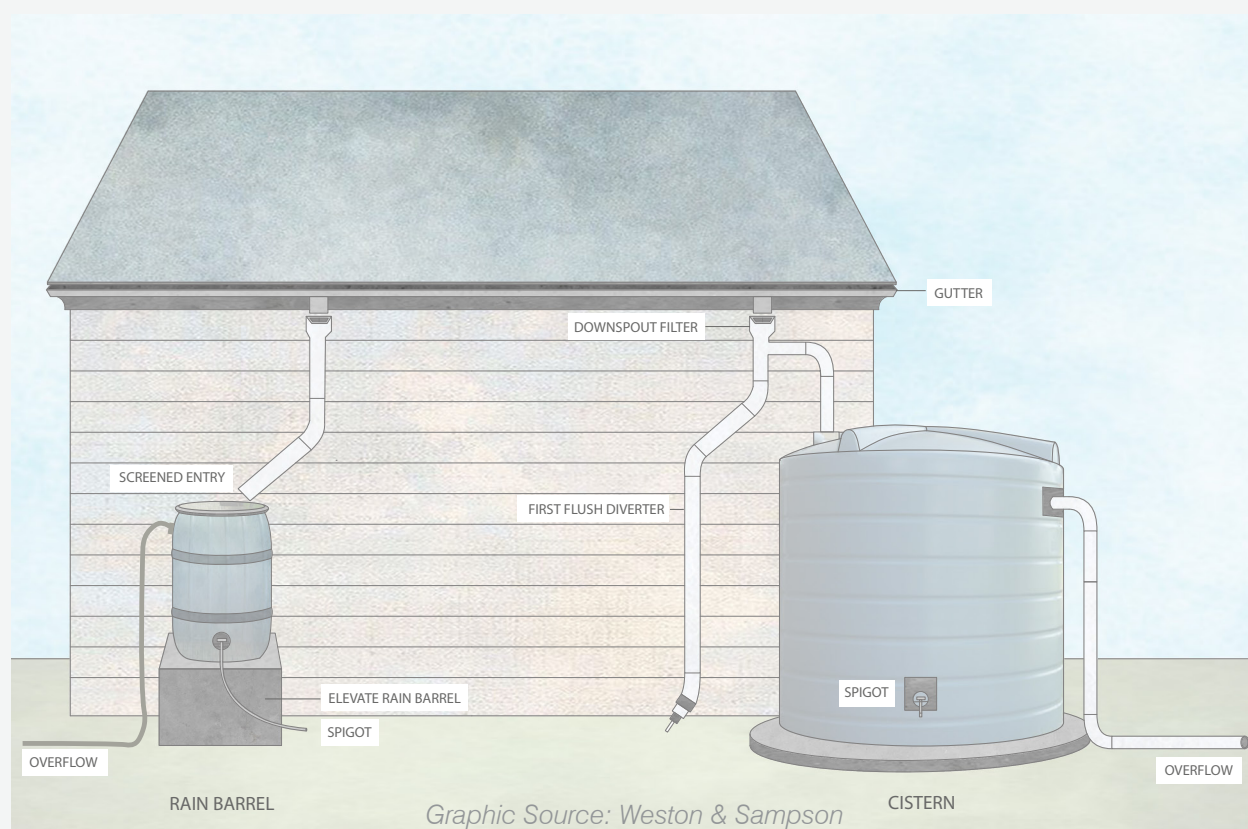 GUTTER
DOWNSPOUT FILTER
SCREENED ENTRY
FIRST FLUSH DIVERTER
SPIGOT
ELEVATE RAIN BARREL
SPIGOT
OVERFLOW
OVERFLOW
RAIN BARREL
CISTERN
Graphic Source: Weston & Sampson